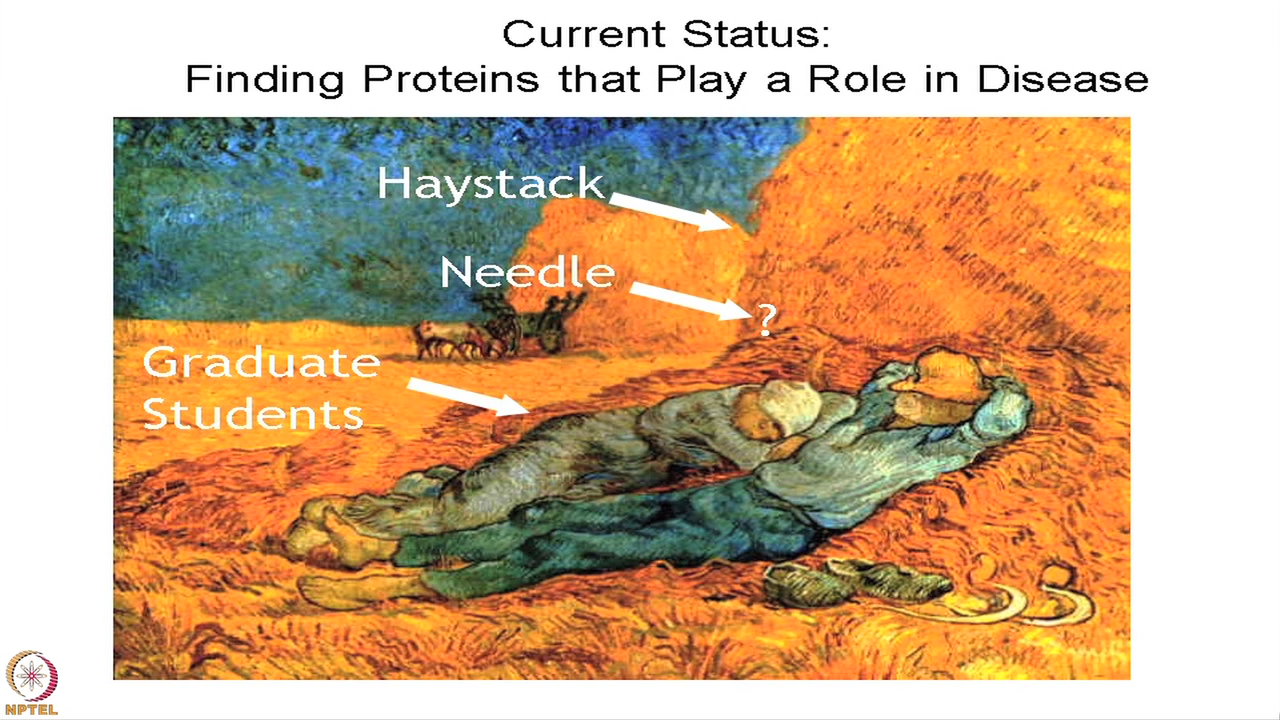 Current Status:
Finding Proteins that Play a Role in Disease
Haystack
Needle
?
Graduate
Students
NPTEL